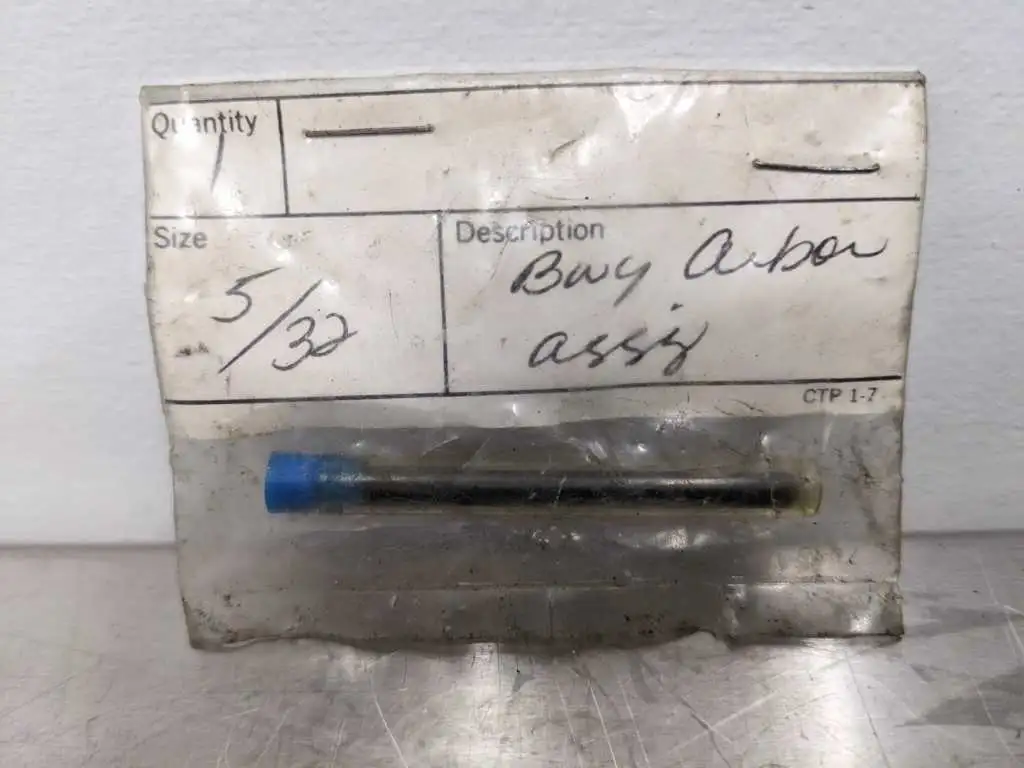 Quantity
1
Size
5/32
Description
Bwy Arbor
assy
CTP 1-7